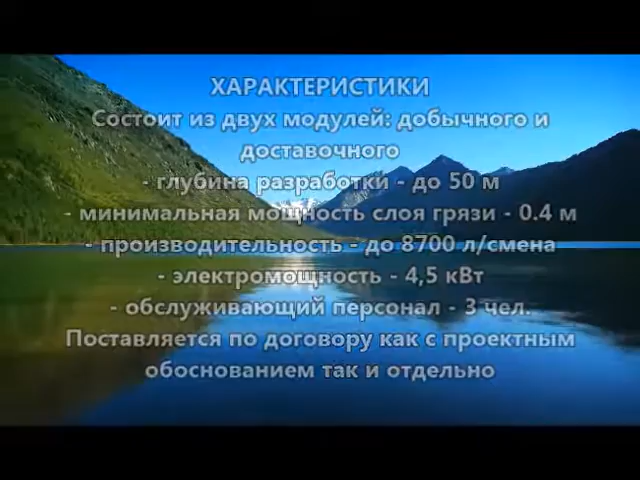 ХАРАКТЕРИСТИКИ
Состоит из двух модулей: добычного и
доставочного
- глубина разработки - до 50 м
- минимальная мощность слоя грязи - 0.4 м
- производительность - до 8700 л/смена
- электромощность - 4,5 кВт
- обслуживающий персонал - 3 чел.
Поставляется по договору как с проектным
обоснованием так и отдельно